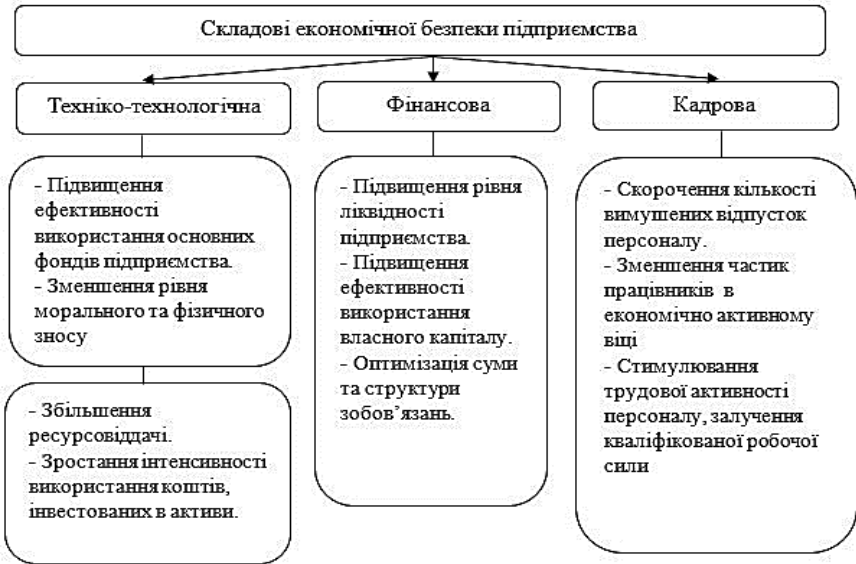 Складові економічної безпеки підприємства
Техніко-технологічна
Фінансова
Кадрова
- Підвищення
ефективності
використання основних
фондів підприємства.
- Зменшення рівня
морального та фізичного
зносу
- Збільшення
ресурсовіддачі.
- Зростання інтенсивності
використання коштів,
інвестованих в активи.
- Підвищення рівня
ліквідності
підприємства.
- Підвищення
ефективності
використання
власного капіталу.
- Оптимізація суми
та структури
зобов’язань.
- Скорочення кількості
вимушених відпусток
персоналу.
- Зменшення частик
працівників в
економічно активному
віці
- Стимулювання
трудової активності
персоналу, залучення
кваліфікованої робочої
сили